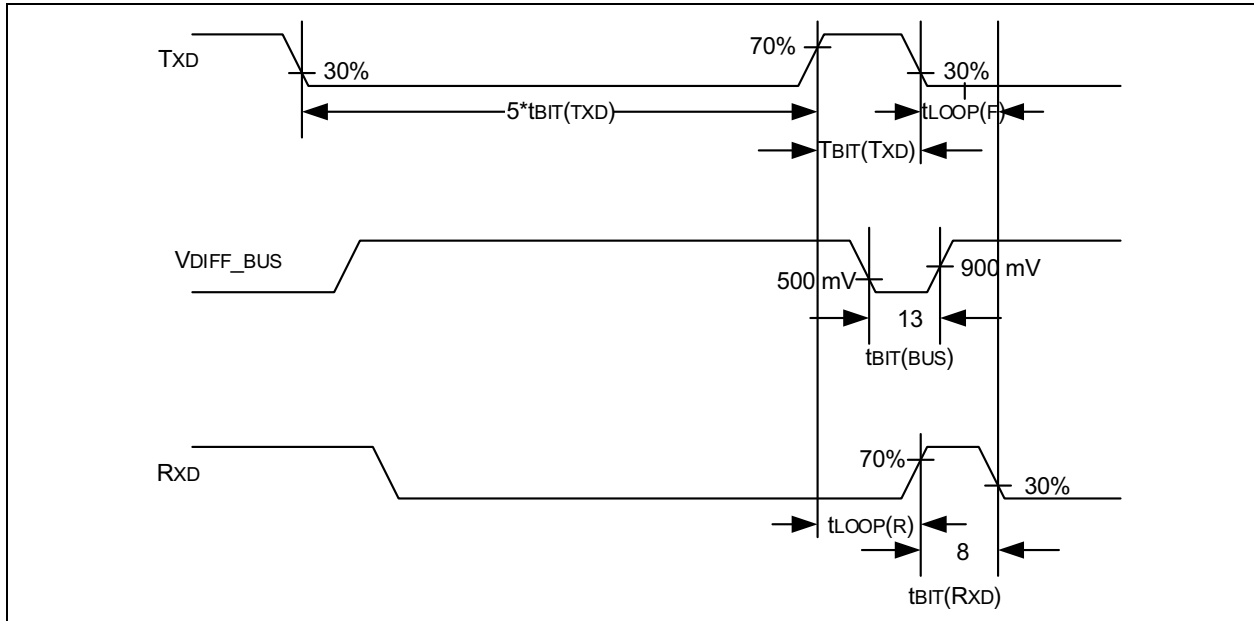 TXD
30%
70%
30%
5*tBIT(TXD)
tLOOP(F)
TBIT(TXD)
VDIFF_BUS
500 mV
900 mV
13
tBIT(BUS)
RXD
70%
30%
tLOOP(R)
8
tBIT(RXD)